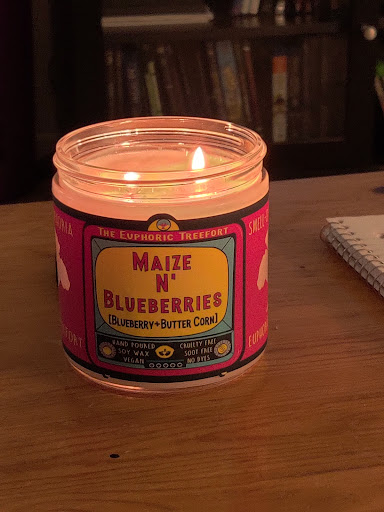 The Euphoric Treefort
Maize
N'
Blueberries
[Blueberry+Butter Corn]
Hand Poured
Soy Wax
Vegan
Cruelty Free
Soot Free
No Dyes